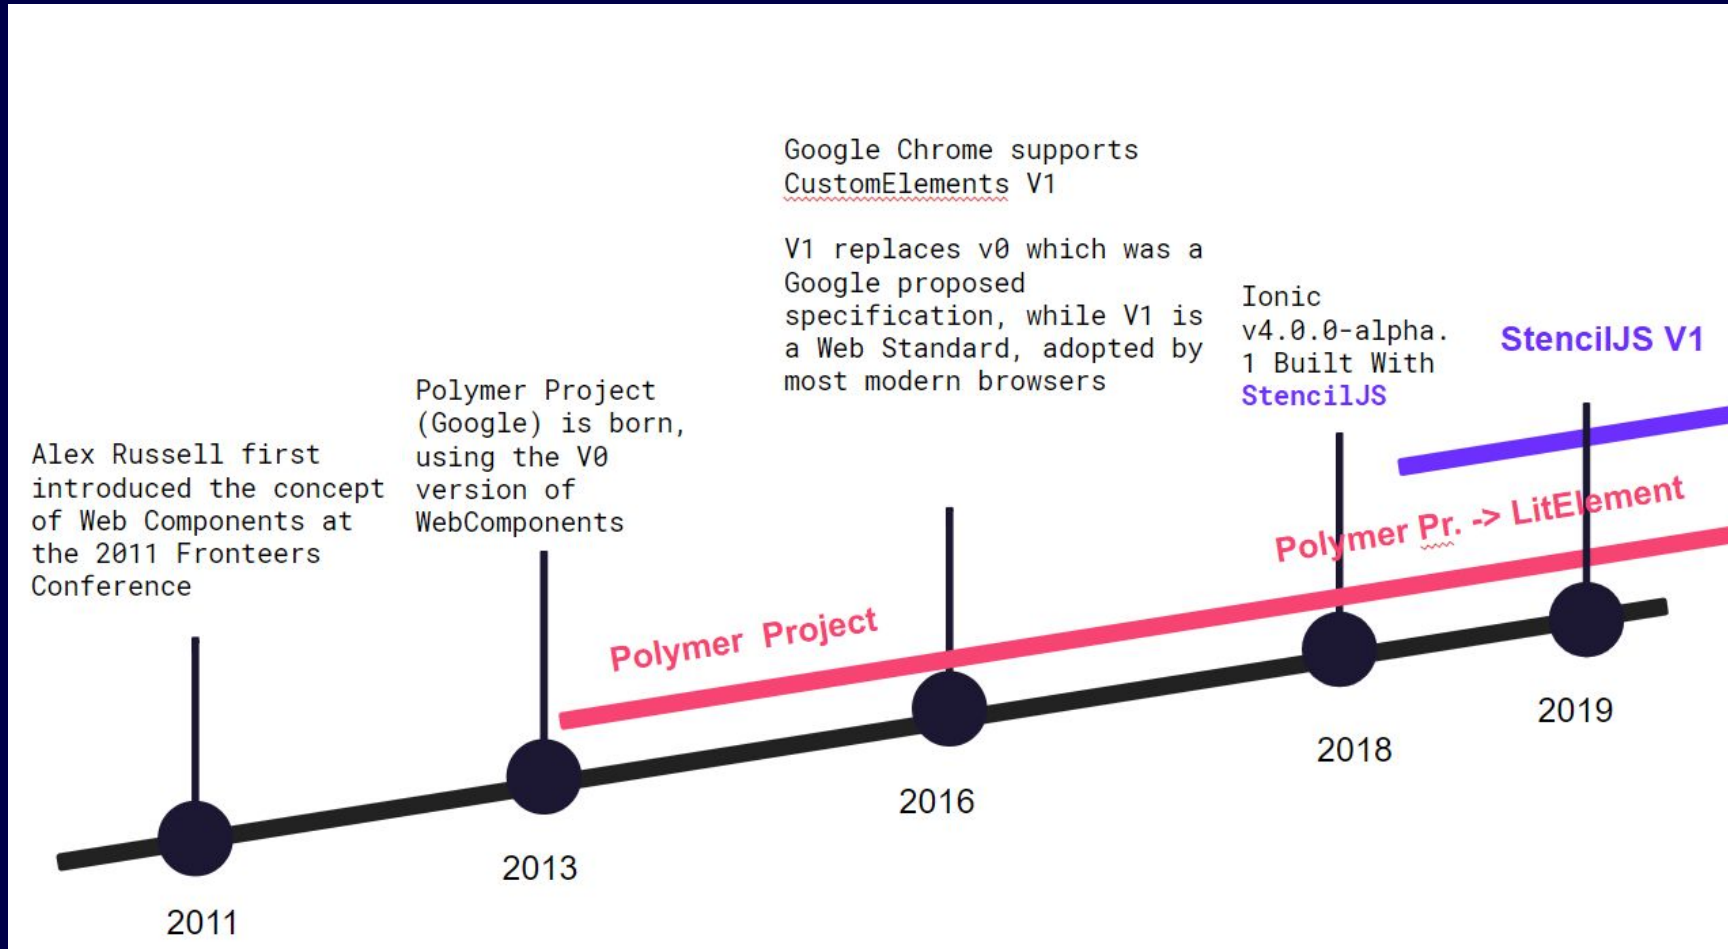 Alex Russell first
introduced the concept
of Web Components at
the 2011 Fronteers
Conference
2011
Polymer Project
(Google) is born,
using the V0
version of
WebComponents
2013
Polymer Project
Google Chrome supports
CustomElements V1
V1 replaces v0 which was a
Google proposed
specification, while V1 is
a Web Standard, adopted by
most modern browsers
2016
Ionic
v4.0.0-alpha.
1 Built With
StencilJS
2018
Polymer Pr. -> LitElement
StencilJS V1
2019